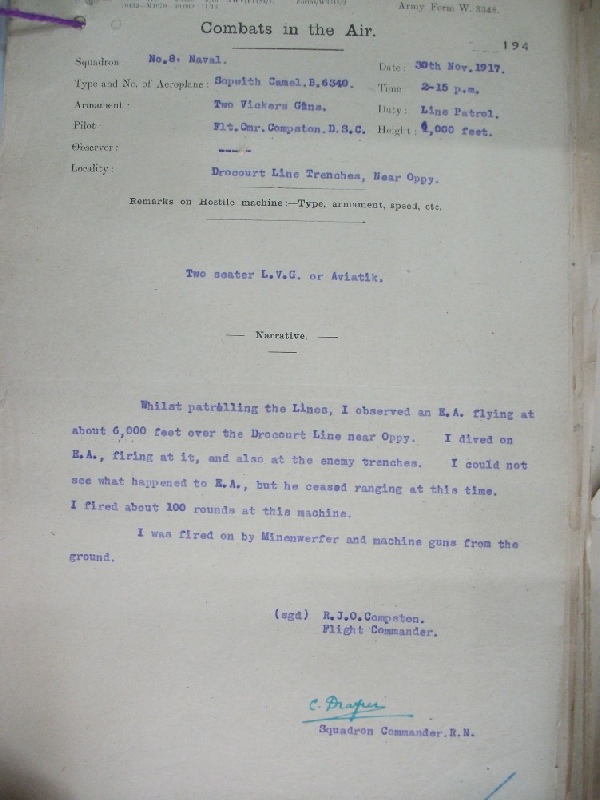 Army Form W. 3348.
Combats in the Air.
194
Squadron: No.8. Naval.
Date: 30th Nov. 1917.
Type and No. of Aeroplane: Sopwith Camel. B.6340.
Time: 2-15 p.m.
Armament: Two Vickers Guns.
Duty: Line Patrol.
Pilot: Flt.Cmr.Compston.D.S.C.
Height: ,000 feet.
Observer: -----
Locality: Drocourt Line Trenches, Near Oppy.
Remarks on Hostile machine:—Type, armament, speed, etc.
Two seater L.V.G. or Aviatik.
— Narrative. —
Whilst patrolling the Lines, I observed an E.A. flying at
about 6,000 feet over the Drocourt Line near Oppy. I dived on
E.A., firing at it, and also at the enemy trenches. I could not
see what happened to E.A., but he ceased ranging at this time.
I fired about 100 rounds at this machine.
I was fired on by Minenwerfer and machine guns from the
ground.
(sgd) R.J.O.Compston.
Flight Commander.
C. Draper
Squadron Commander.R.N.